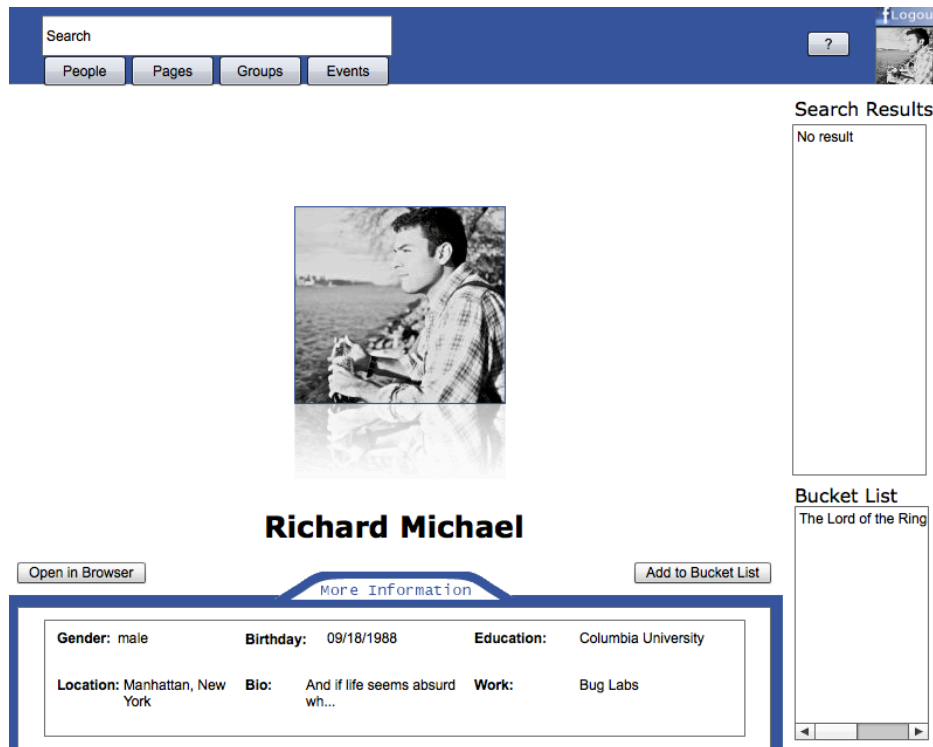 f Logou
Search
?
People Pages Groups Events
Search Results
No result
Richard Michael
Bucket List
The Lord of the Ring
Open in Browser
Add to Bucket List
More Information
Gender: male Birthday: 09/18/1988 Education: Columbia University
Location: Manhattan, New Bio: And if life seems absurd Work: Bug Labs
York wh...